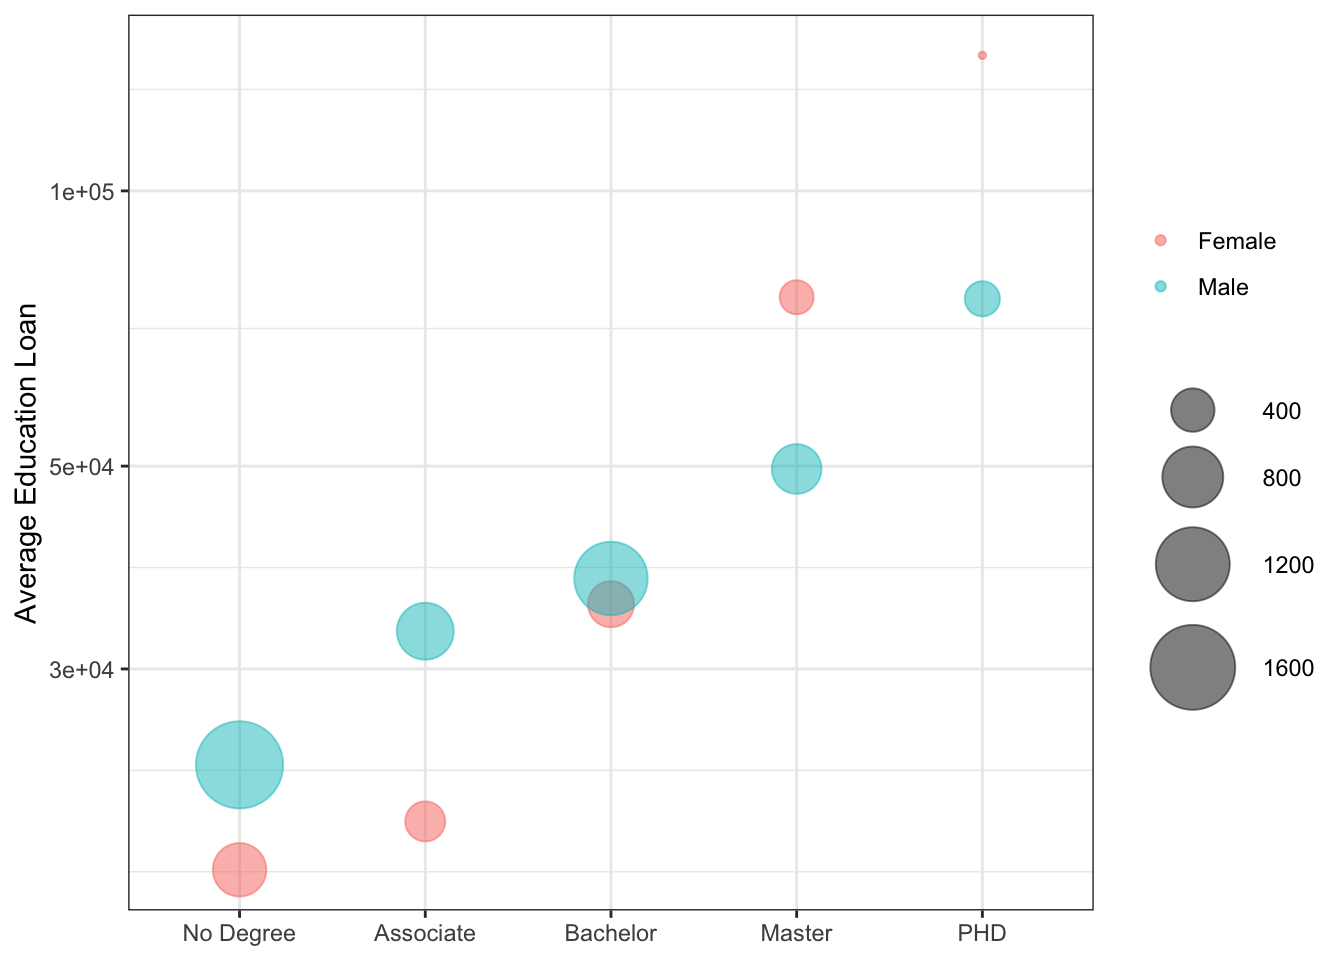 Average Education Loan
1e+05
5e+04
3e+04
No Degree
Associate
Bachelor
Master
PHD
Female
Male
400
800
1200
1600